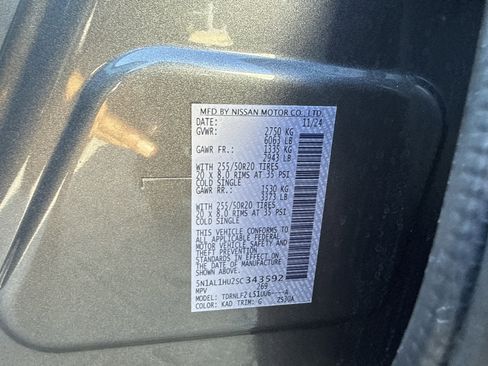 MFD BY NISSAN MOTOR CO., LTD.
DATE: 11/24
GVWR: 2750 KG
6063 LB
GAWR FR.: 1335 KG
2943 LB
WITH 255/50R20 TIRES
20 X 8.0 RIMS AT 35 PSI
COLD SINGLE
GAWR RR.: 1530 KG
3373 LB
WITH 255/50R20 TIRES
20 X 8.0 RIMS AT 35 PSI
COLD SINGLE
THIS VEHICLE CONFORMS TO
ALL APPLICABLE FEDERAL
MOTOR VEHICLE SAFETY AND
THEFT PREVENTION STANDARDS
IN EFFECT ON THE DATE
OF MANUFACTURE SHOWN ABOVE.
5N1AL1HU2SC343592
MPV 269
MODEL: TDRNLFZ
COLOR: KAD TRIM: G